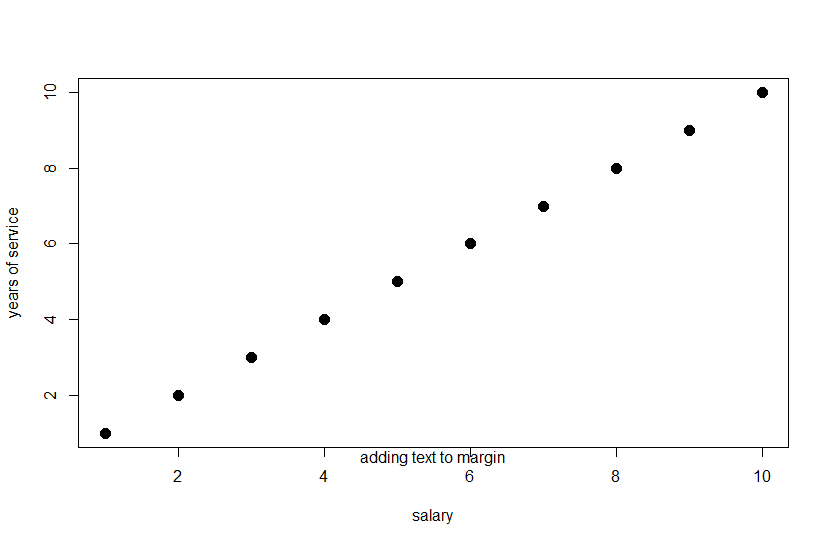 10
8
6
4
2
years of service
adding text to margin
2 4 6 8 10
salary